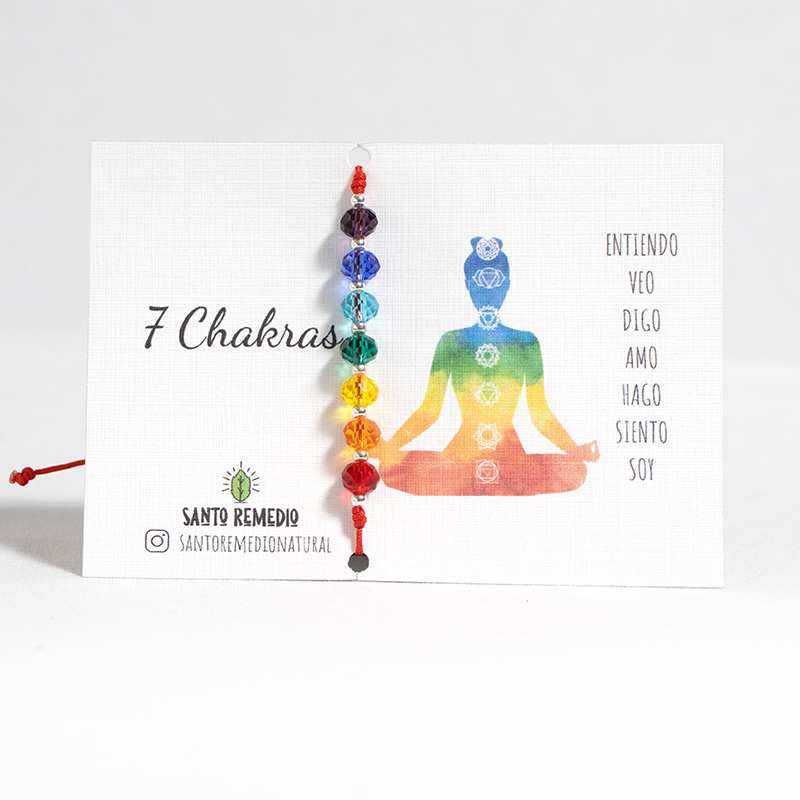 7 Chakras
SANTO REMEDIO
SANTOREMEDIONATURAL
ENTIENDO
VEO
DIGO
AMO
HAGO
SIENTO
SOY